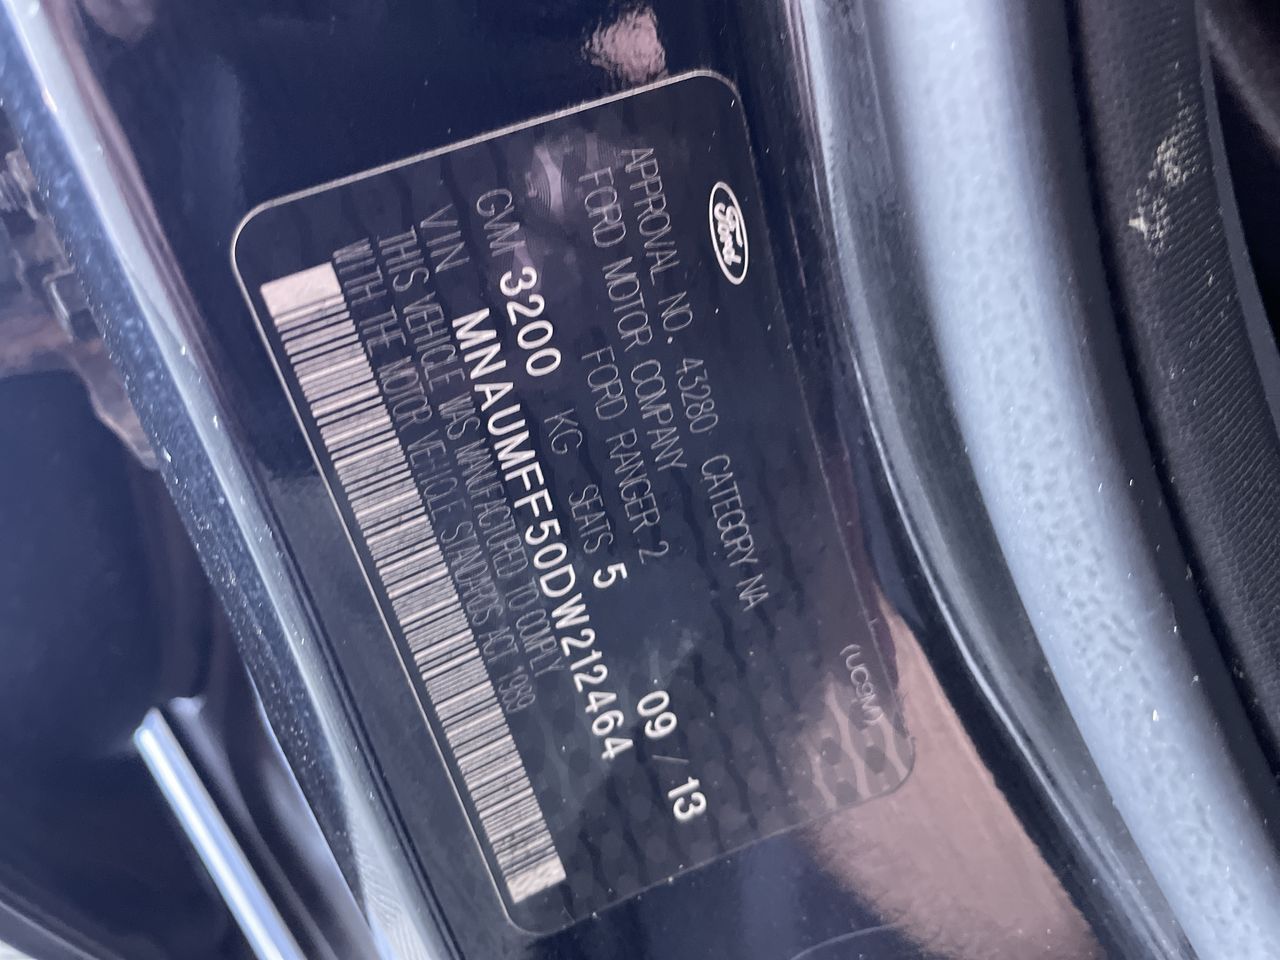 Ford
(UC9M)
APPROVAL NO. 43280 CATEGORY NA
FORD MOTOR COMPANY
FORD RANGER 2 09/13
GVM 3200 KG SEATS 5
VIN MNAUMFF50DW212464
THIS VEHICLE WAS MANUFACTURED TO COMPLY
WITH THE MOTOR VEHICLE STANDARDS ACT 1989